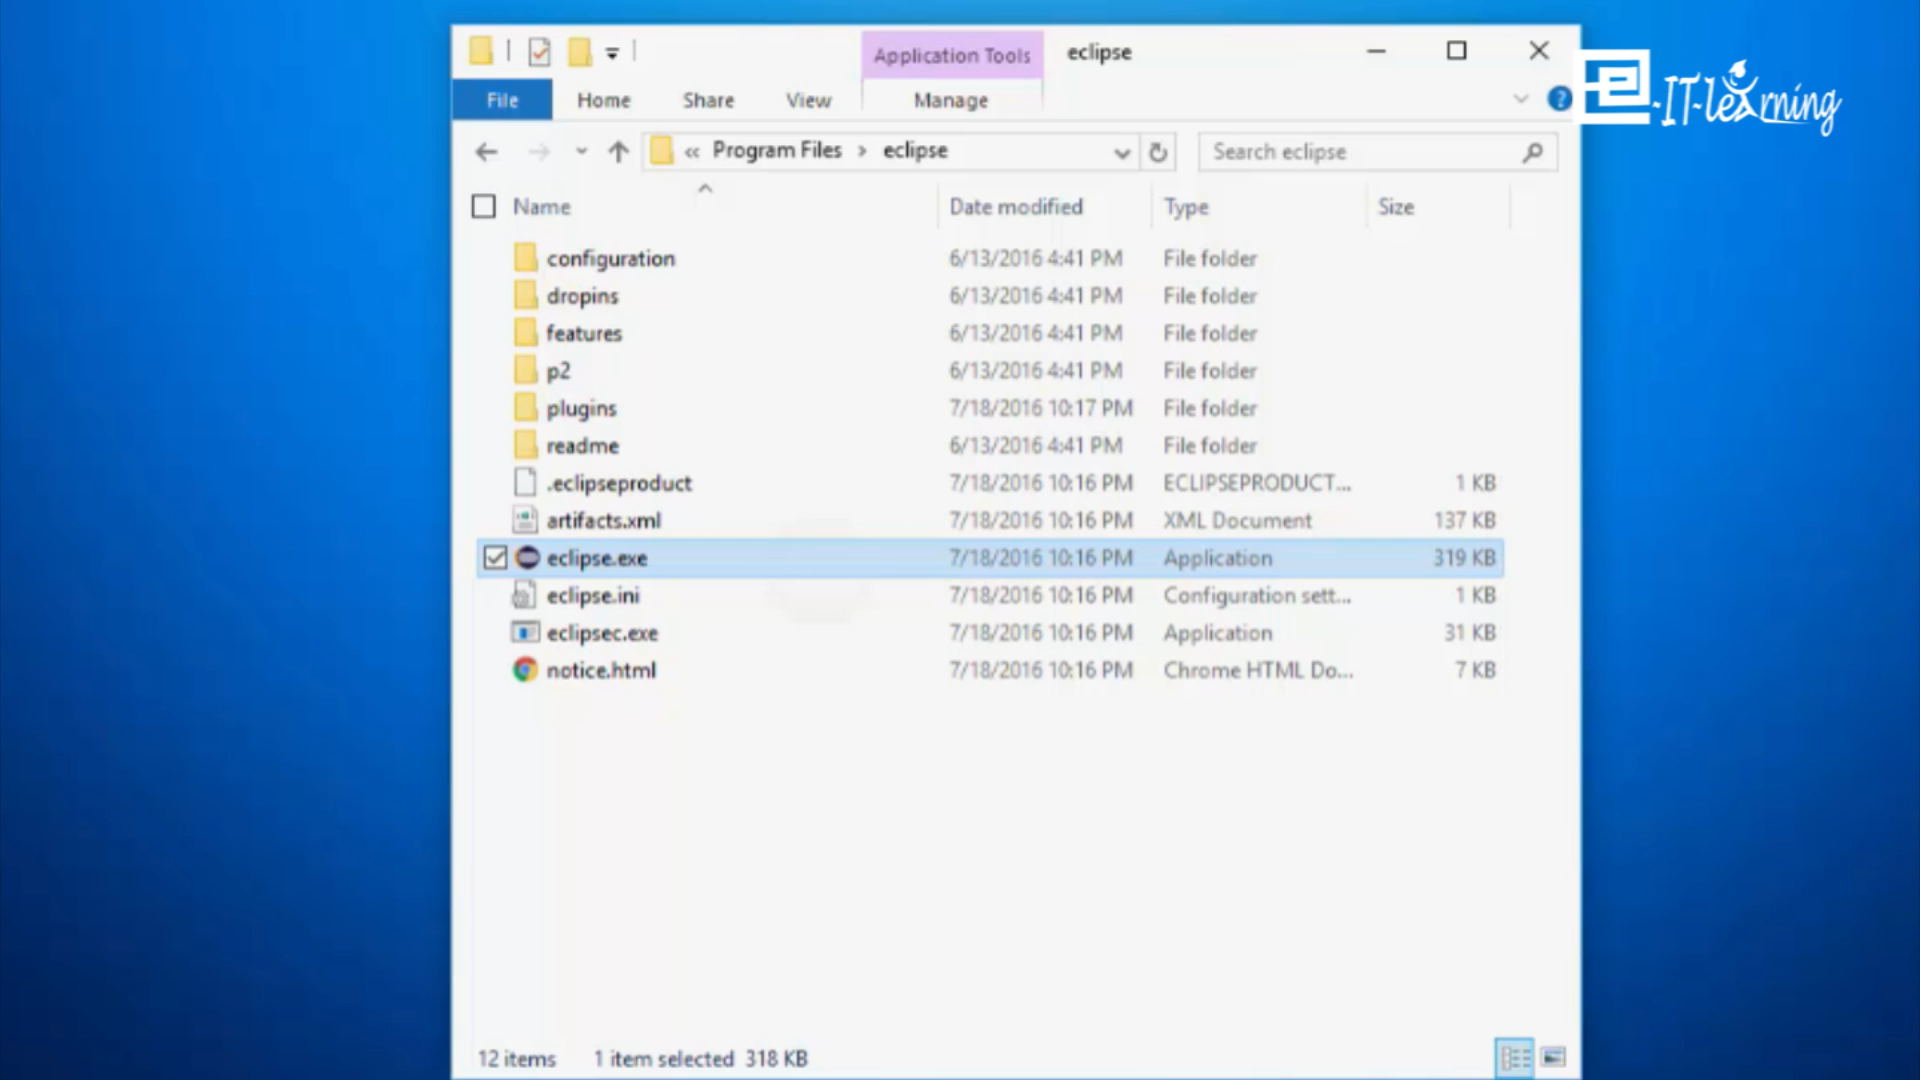 Application Tools eclipse
File Home Share View Manage ?
e-IT-learning
« Program Files > eclipse Search eclipse
Name Date modified Type Size
configuration 6/13/2016 4:41 PM File folder
dropins 6/13/2016 4:41 PM File folder
features 6/13/2016 4:41 PM File folder
p2 6/13/2016 4:41 PM File folder
plugins 7/18/2016 10:17 PM File folder
readme 6/13/2016 4:41 PM File folder
.eclipseproduct 7/18/2016 10:16 PM ECLIPSEPRODUCT... 1 KB
artifacts.xml 7/18/2016 10:16 PM XML Document 137 KB
eclipse.exe 7/18/2016 10:16 PM Application 319 KB
eclipse.ini 7/18/2016 10:16 PM Configuration sett... 1 KB
eclipsec.exe 7/18/2016 10:16 PM Application 31 KB
notice.html 7/18/2016 10:16 PM Chrome HTML Do... 7 KB
12 items 1 item selected 318 KB